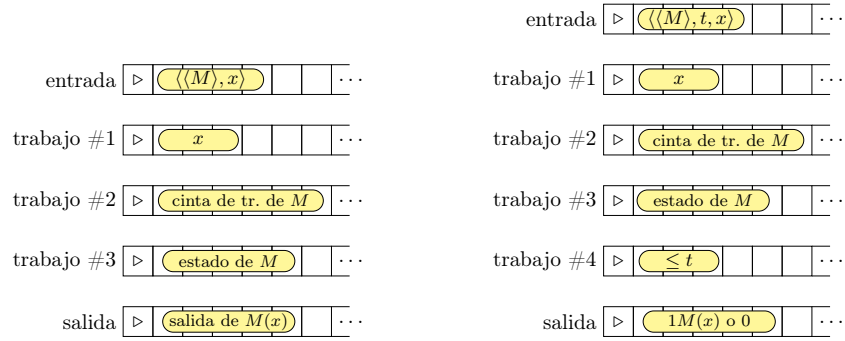 entrada ▷ ⟨⟨M⟩, x⟩ ···
trabajo #1 ▷ x ···
trabajo #2 ▷ cinta de tr. de M ···
trabajo #3 ▷ estado de M ···
salida ▷ salida de M(x) ···
entrada ▷ ⟨⟨M⟩, t, x⟩ ···
trabajo #1 ▷ x ···
trabajo #2 ▷ cinta de tr. de M ···
trabajo #3 ▷ estado de M ···
trabajo #4 ▷ ≤ t ···
salida ▷ 1M(x) o 0 ···